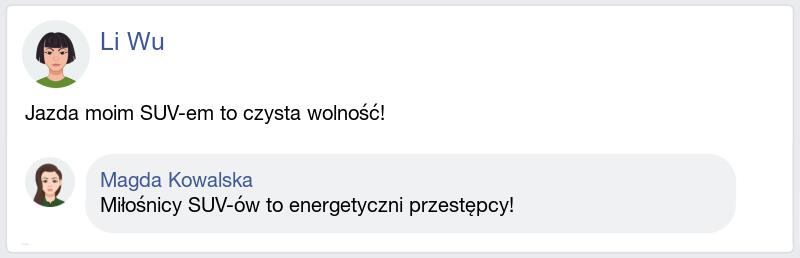 Li Wu
Jazda moim SUV-em to czysta wolność!
Magda Kowalska
Miłośnicy SUV-ów to energetyczni przestępcy!